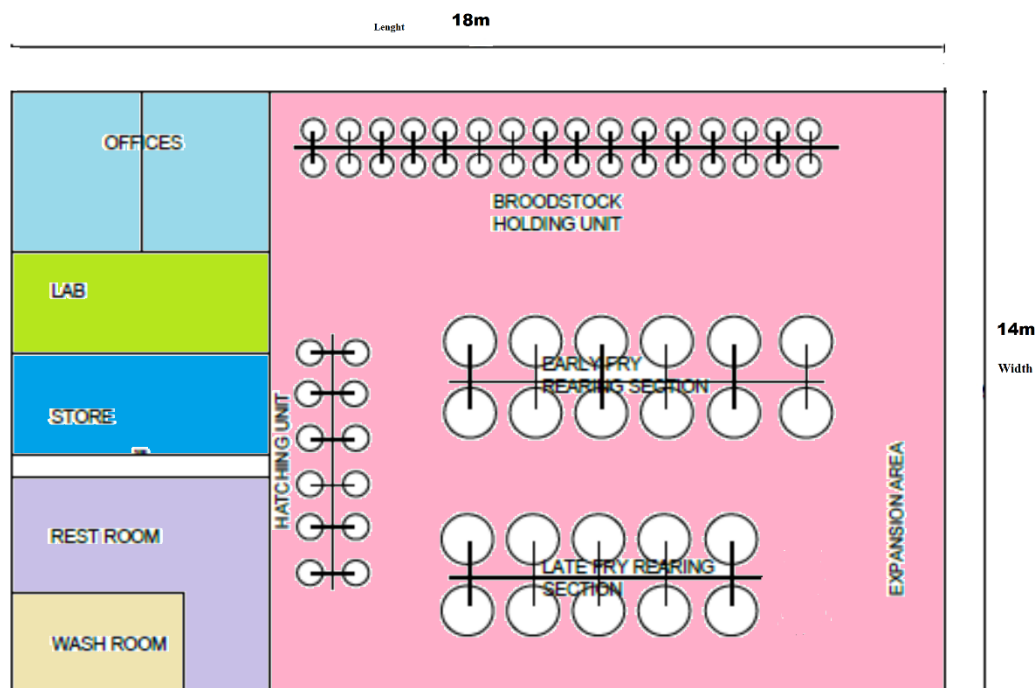 Lenght 18m
OFFICES
BROODSTOCK
HOLDING UNIT
LAB
14m
Width
EARLY FRY
REARING SECTION
STORE
HATCHING UNIT
EXPANSION AREA
REST ROOM
LATE FRY REARING
SECTION
WASH ROOM